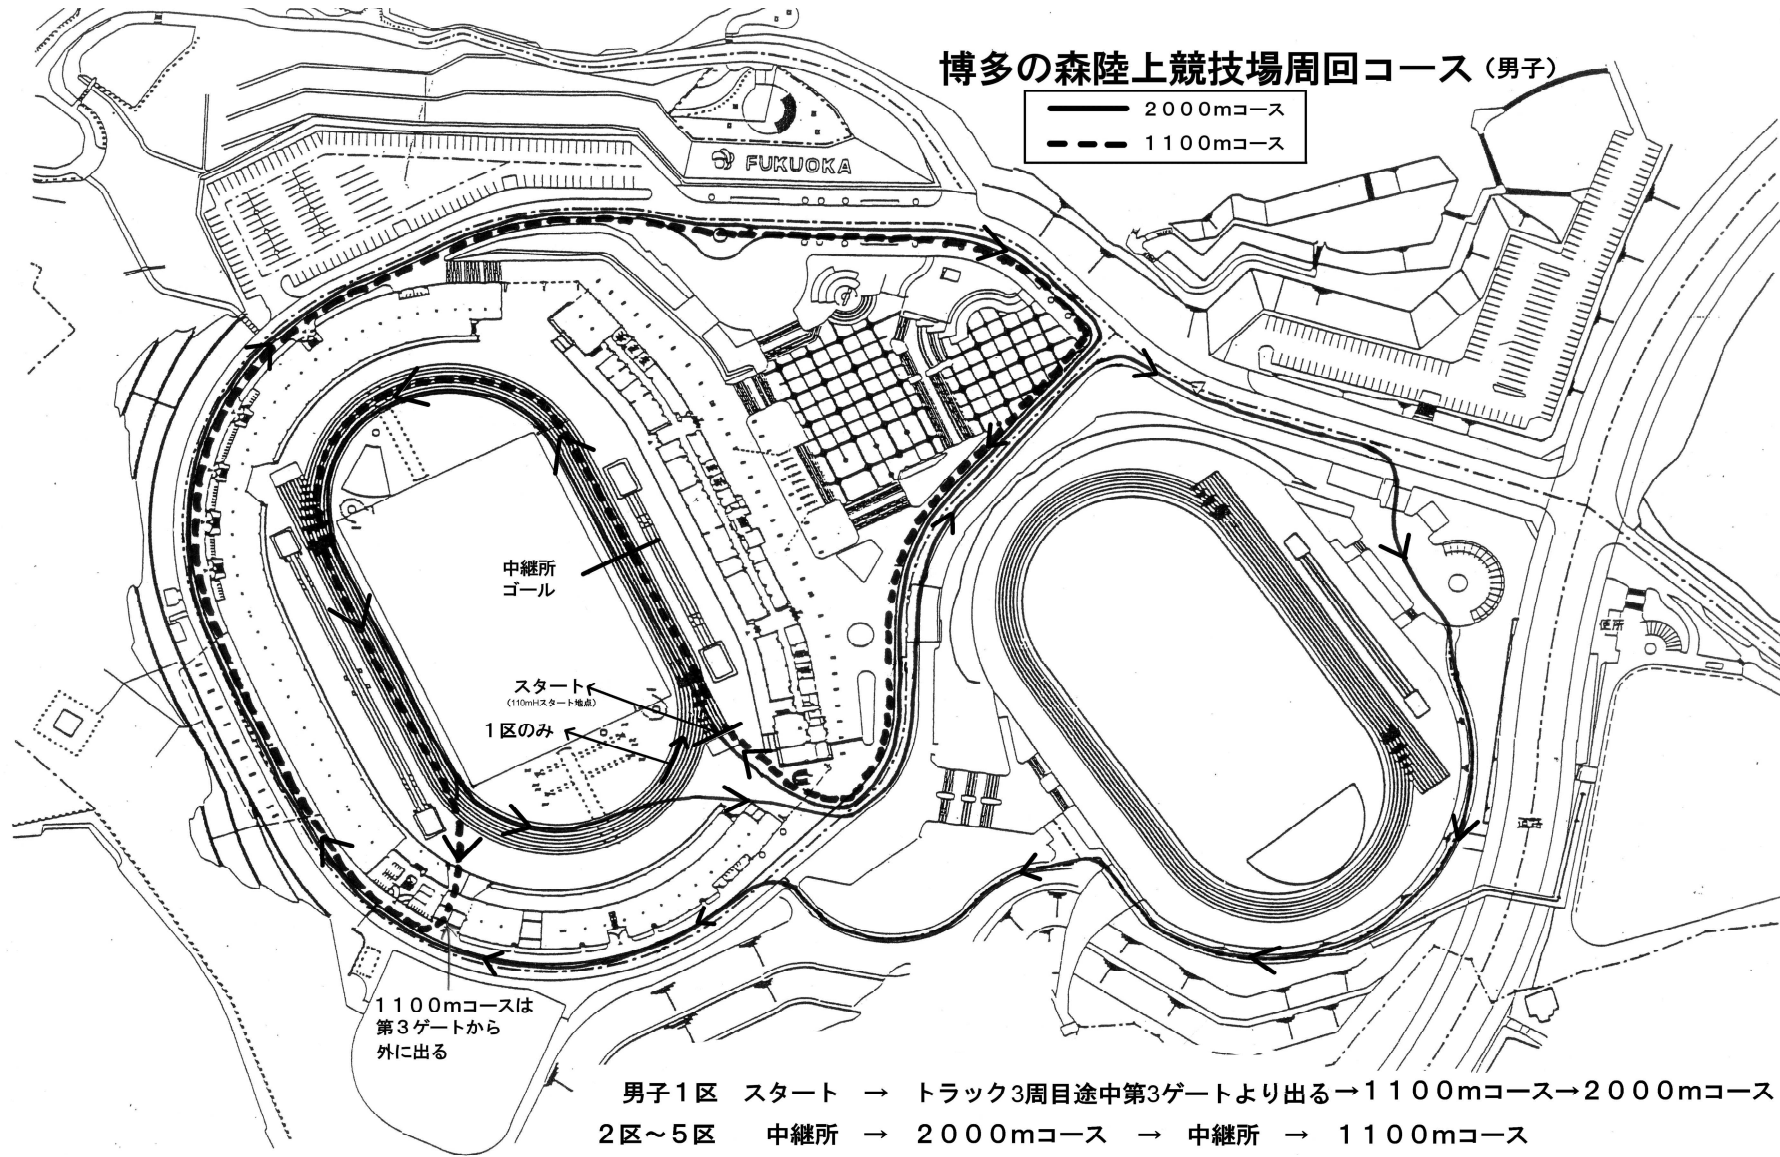 博多の森陸上競技場周回コース（男子）
２０００mコース
１１００mコース
FUKUOKA
中継所
ゴール
スタート
（110mHスタート地点）
１区のみ
便所
道路
１１００mコースは
第３ゲートから
外に出る
男子１区　スタート　→　トラック3周目途中第3ゲートより出る→１１００mコース→２０００mコース
２区～５区　中継所　→　２０００mコース　→　中継所　→　１１００mコース